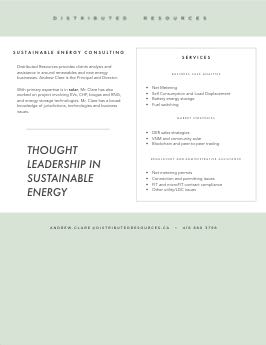 DISTRIBUTED RESOURCES
SUSTAINABLE ENERGY CONSULTING
Distributed Resources provides clients analysis and
assistance in around renewables and new energy
businesses. Andrew Clare is the Principal and Director.
With primary expertise is in solar, Mr. Clare has also
worked on project involving EVs, CHP, biogas and RNG,
and energy storage technologies. Mr. Clare has a broad
knowledge of jurisdictions, technologies and business
issues.
THOUGHT
LEADERSHIP IN
SUSTAINABLE
ENERGY
SERVICES
BUSINESS CASE ANALYTICS
• Net Metering
• Self Consumption and Load Displacement
• Battery energy storage
• Fuel switching
MARKET STRATEGIES
• DER sales strategies
• VNM and community solar
• Blockchain and peer to peer trading
REGULATORY AND ADMINISTRATIVE ASSISTANCE
• Net metering permits
• Connection and permitting issues
• FIT and microFIT contract compliance
• Other utility/LDC issues
ANDREW.CLARE@DISTRIBUTEDRESOURCES.CA •